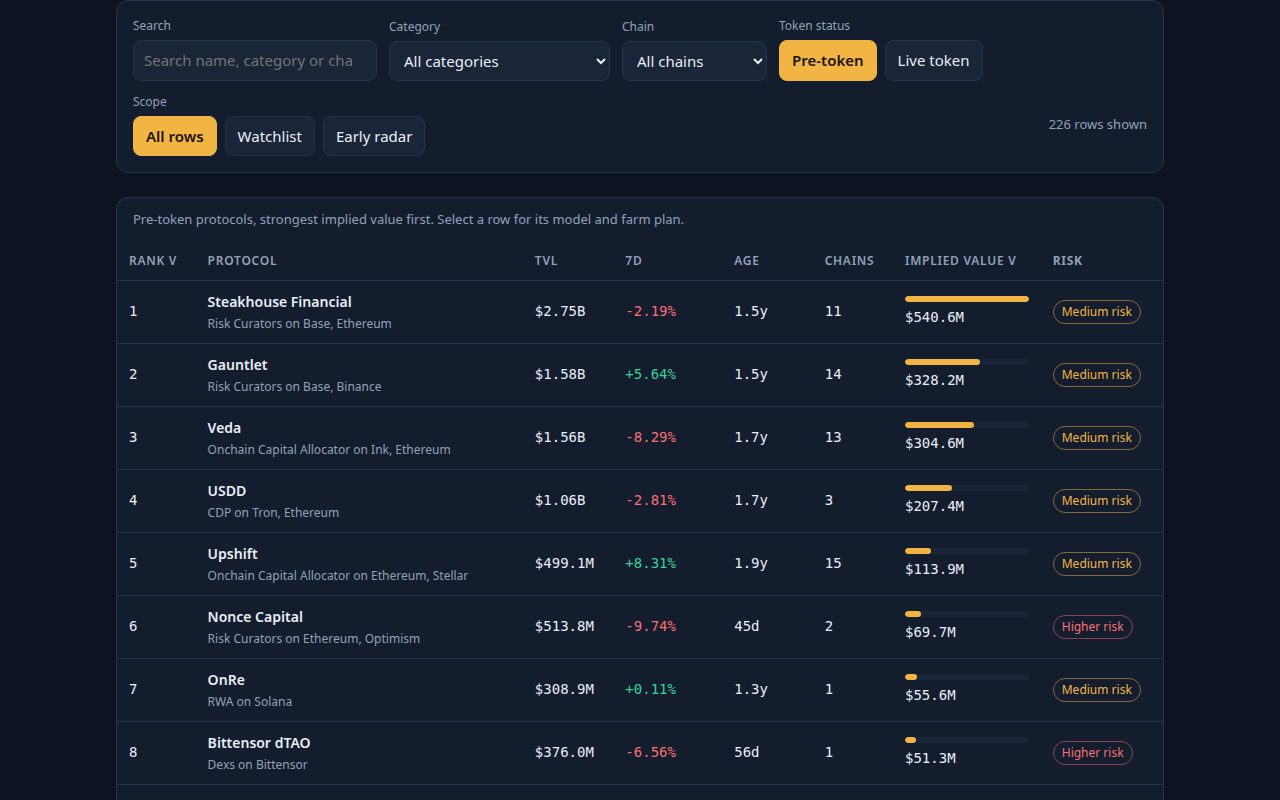 Search Category Chain Token status
Search name, category or cha All categories All chains Pre-token Live token
Scope
All rows Watchlist Early radar 226 rows shown
Pre-token protocols, strongest implied value first. Select a row for its model and farm plan.
RANK V PROTOCOL TVL 7D AGE CHAINS IMPLIED VALUE V RISK
1 Steakhouse Financial $2.75B -2.19% 1.5y 11 $540.6M Medium risk
Risk Curators on Base, Ethereum
2 Gauntlet $1.58B +5.64% 1.5y 14 $328.2M Medium risk
Risk Curators on Base, Binance
3 Veda $1.56B -8.29% 1.7y 13 $304.6M Medium risk
Onchain Capital Allocator on Ink, Ethereum
4 USDD $1.06B -2.81% 1.7y 3 $207.4M Medium risk
CDP on Tron, Ethereum
5 Upshift $499.1M +8.31% 1.9y 15 $113.9M Medium risk
Onchain Capital Allocator on Ethereum, Stellar
6 Nonce Capital $513.8M -9.74% 45d 2 $69.7M Higher risk
Risk Curators on Ethereum, Optimism
7 OnRe $308.9M +0.11% 1.3y 1 $55.6M Medium risk
RWA on Solana
8 Bittensor dTAO $376.0M -6.56% 56d 1 $51.3M Higher risk
Dexs on Bittensor